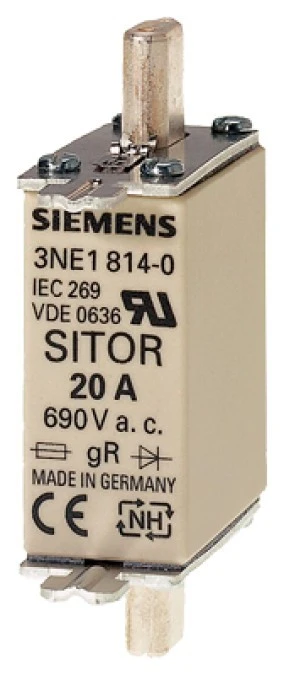 SIEMENS
3NE1 814-0
IEC 269
VDE 0636
SITOR
20 A
690V a. c.
gR
MADE IN GERMANY
CE NH